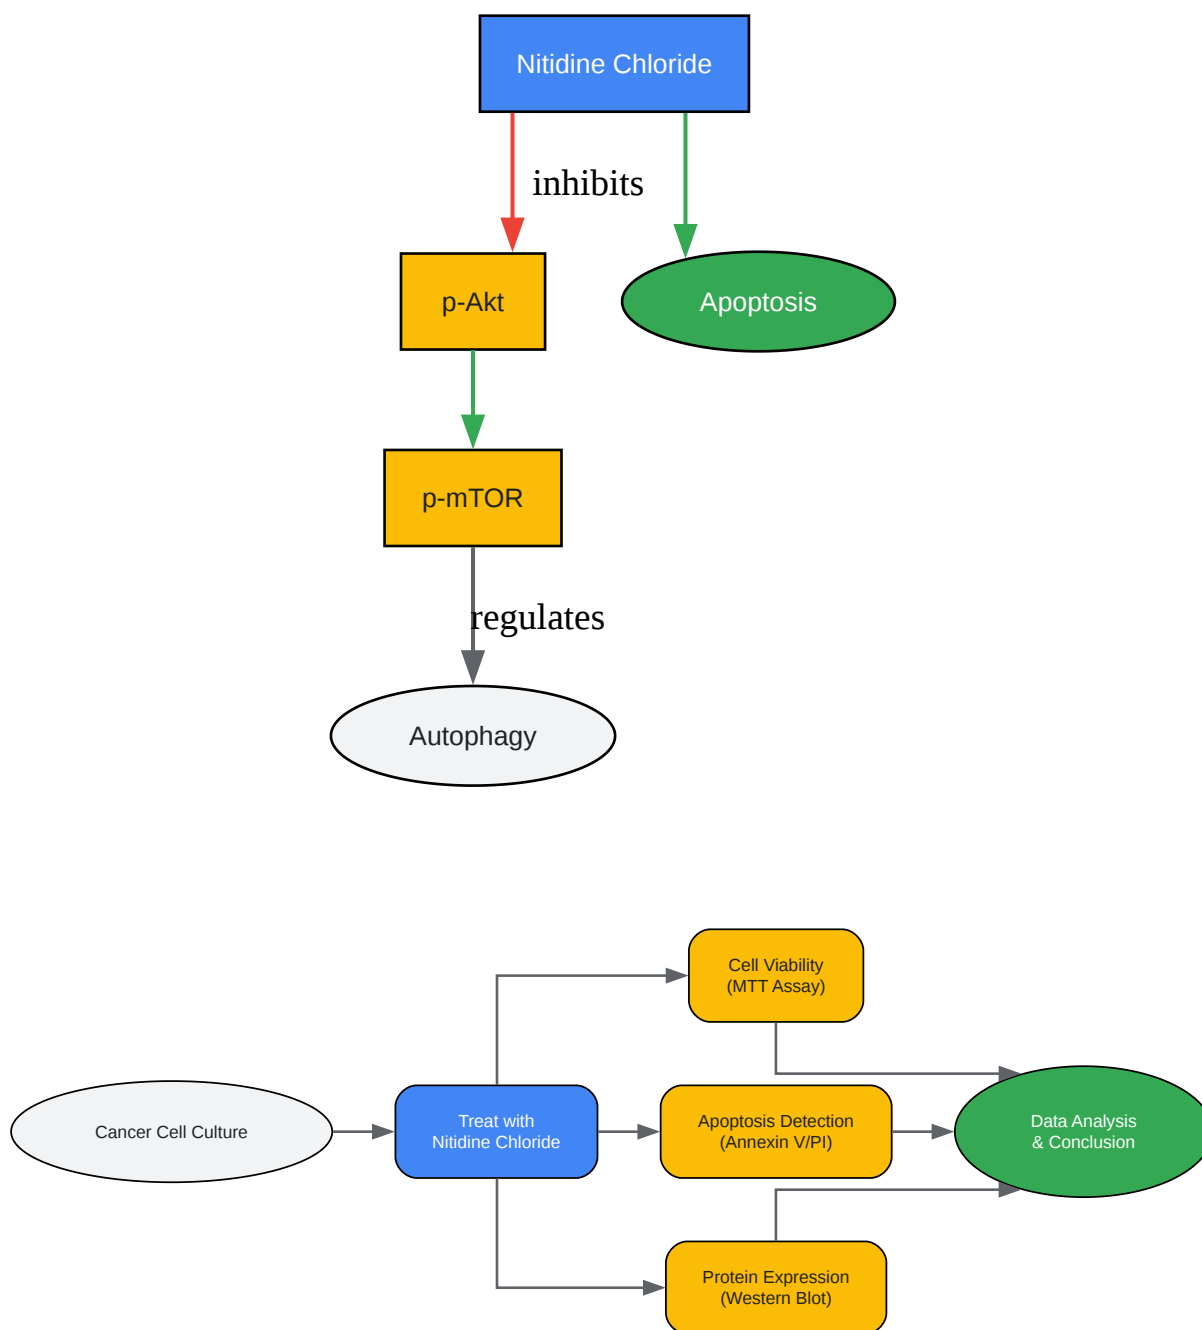 Nitidine Chloride
inhibits
p-Akt
Apoptosis
p-mTOR
regulates
Autophagy
Cell Viability
(MTT Assay)
Cancer Cell Culture
Treat with
Nitidine Chloride
Apoptosis Detection
(Annexin V/PI)
Data Analysis
& Conclusion
Protein Expression
(Western Blot)